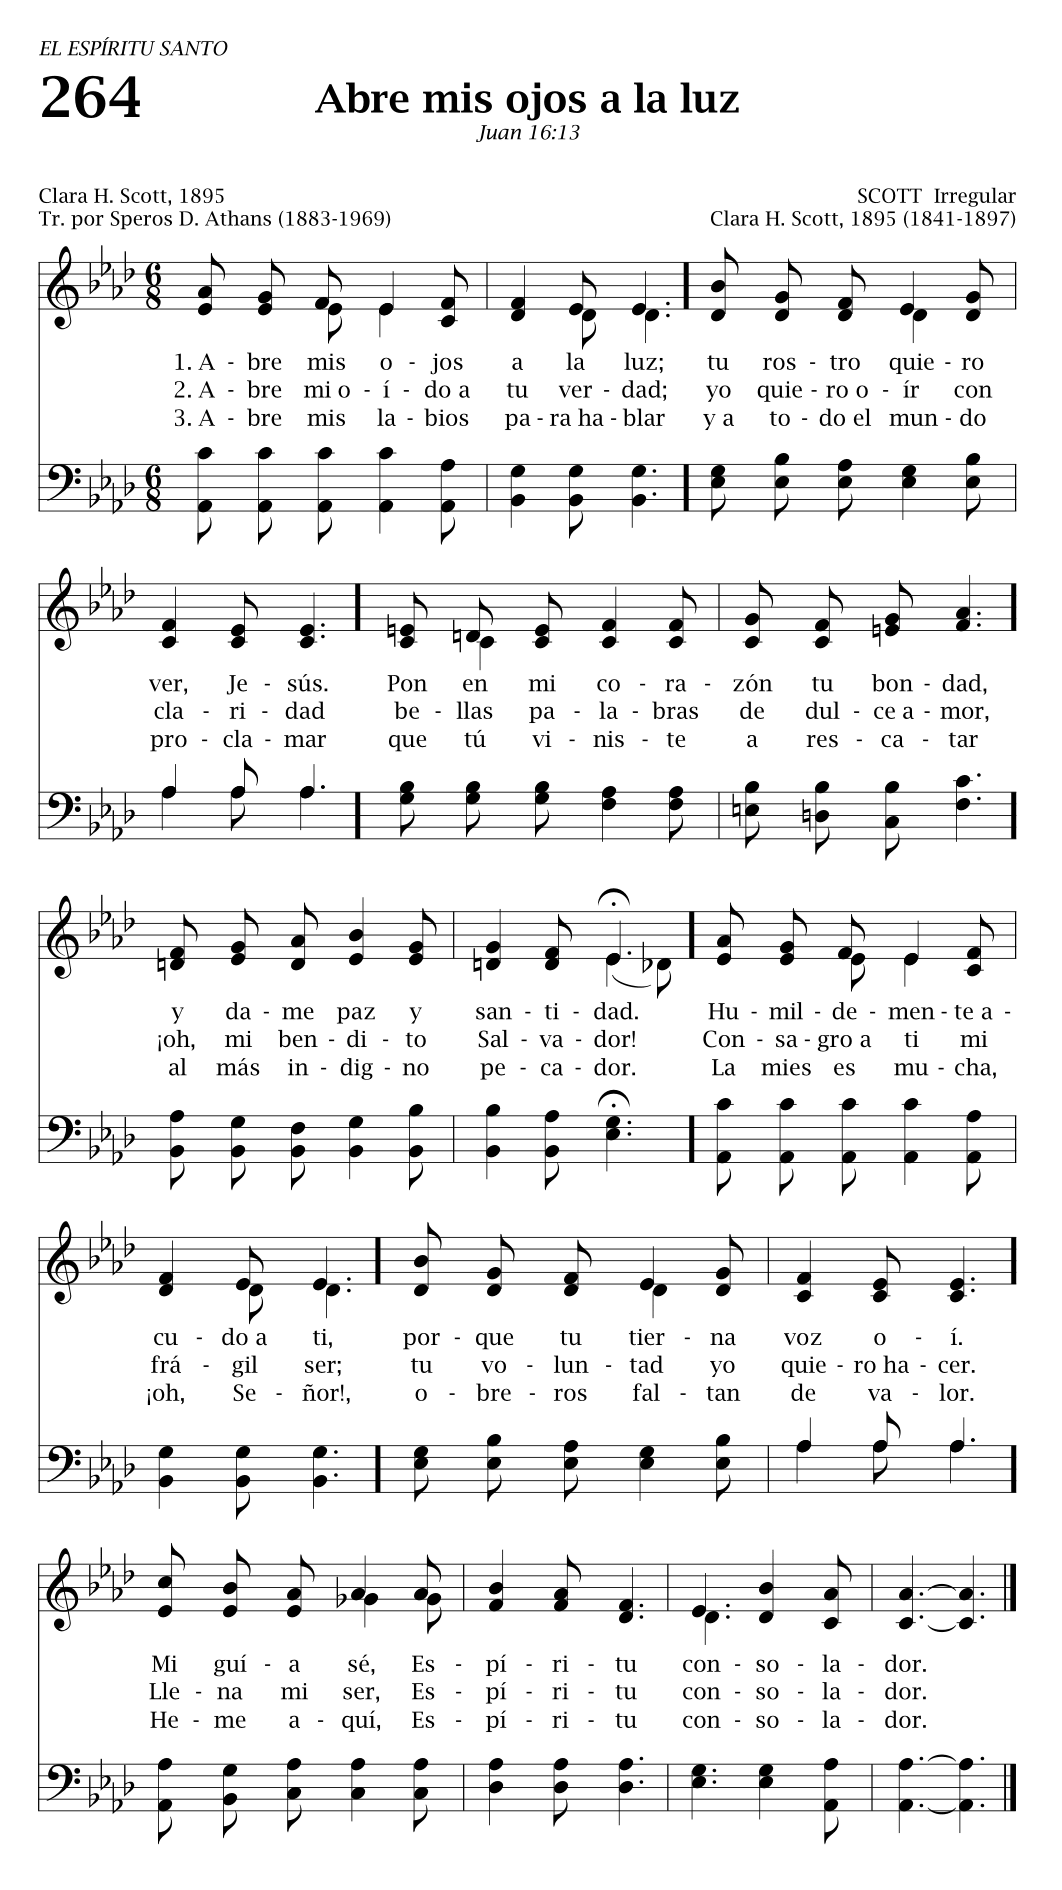 EL ESPÍRITU SANTO
264
Abre mis ojos a la luz
Juan 16:13
Clara H. Scott, 1895
SCOTT Irregular
Tr. por Speros D. Athans (1883-1969)
Clara H. Scott, 1895 (1841-1897)
6 8
1. A - bre mis o - jos a la luz; tu ros - tro quie - ro
2. A - bre mi o - í - do a tu ver - dad; yo quie - ro o - ír con
3. A - bre mis la - bios pa - ra ha - blar y a to - do el mun - do
6 8
ver, Je - sús. Pon en mi co - ra - zón tu bon - dad,
cla - ri - dad be - llas pa - la - bras de dul - ce a - mor,
pro - cla - mar que tú vi - nis - te a res - ca - tar
y da - me paz y san - ti - dad. Hu - mil - de - men - te a -
¡oh, mi ben - di - to Sal - va - dor! Con - sa - gro a ti mi
al más in - dig - no pe - ca - dor. La mies es mu - cha,
cu - do a ti, por - que tu tier - na voz o - í.
frá - gil ser; tu vo - lun - tad yo quie - ro ha - cer.
¡oh, Se - ñor!, o - bre - ros fal - tan de va - lor.
Mi guí - a sé, Es - pí - ri - tu con - so - la - dor.
Lle - na mi ser, Es - pí - ri - tu con - so - la - dor.
He - me a - quí, Es - pí - ri - tu con - so - la - dor.